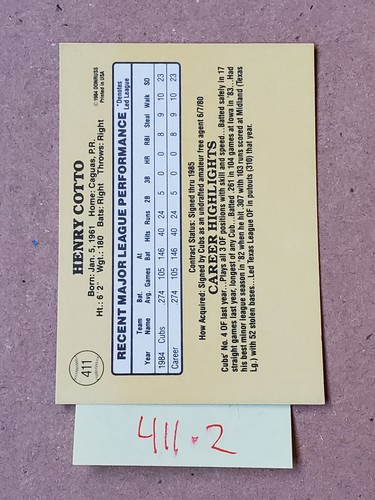 411
HENRY COTTO
© 1984 DONRUSS
Printed in USA
Born: Jan. 5, 1961 Home: Caguas, P.R.
Ht.: 6' 2" Wgt.: 180 Bats: Right Throws: Right
RECENT MAJOR LEAGUE PERFORMANCE *Denotes Led League
Year Team Name Bat. Avg. Games At Bat Hits Runs 2B 3B HR RBI Steal Walk SO
1984 Cubs .274 105 146 40 24 5 0 0 8 9 10 23
Career .274 105 146 40 24 5 0 0 8 9 10 23
Contract Status: Signed thru 1985
How Acquired: Signed by Cubs as an undrafted amateur free agent 6/7/80
CAREER HIGHLIGHTS
Cubs' No. 4 OF last year...Plays all 3 OF positions with skill and speed...Batted safely in 17
straight games last year, longest of any Cub...Batted .261 in 104 games at Iowa in '83...Had
his best minor league season in '82 when he hit .307 with 103 runs scored at Midland (Texas
Lg.) with 52 stolen bases...Led Texas League OF in putouts (310) that year.
411.2